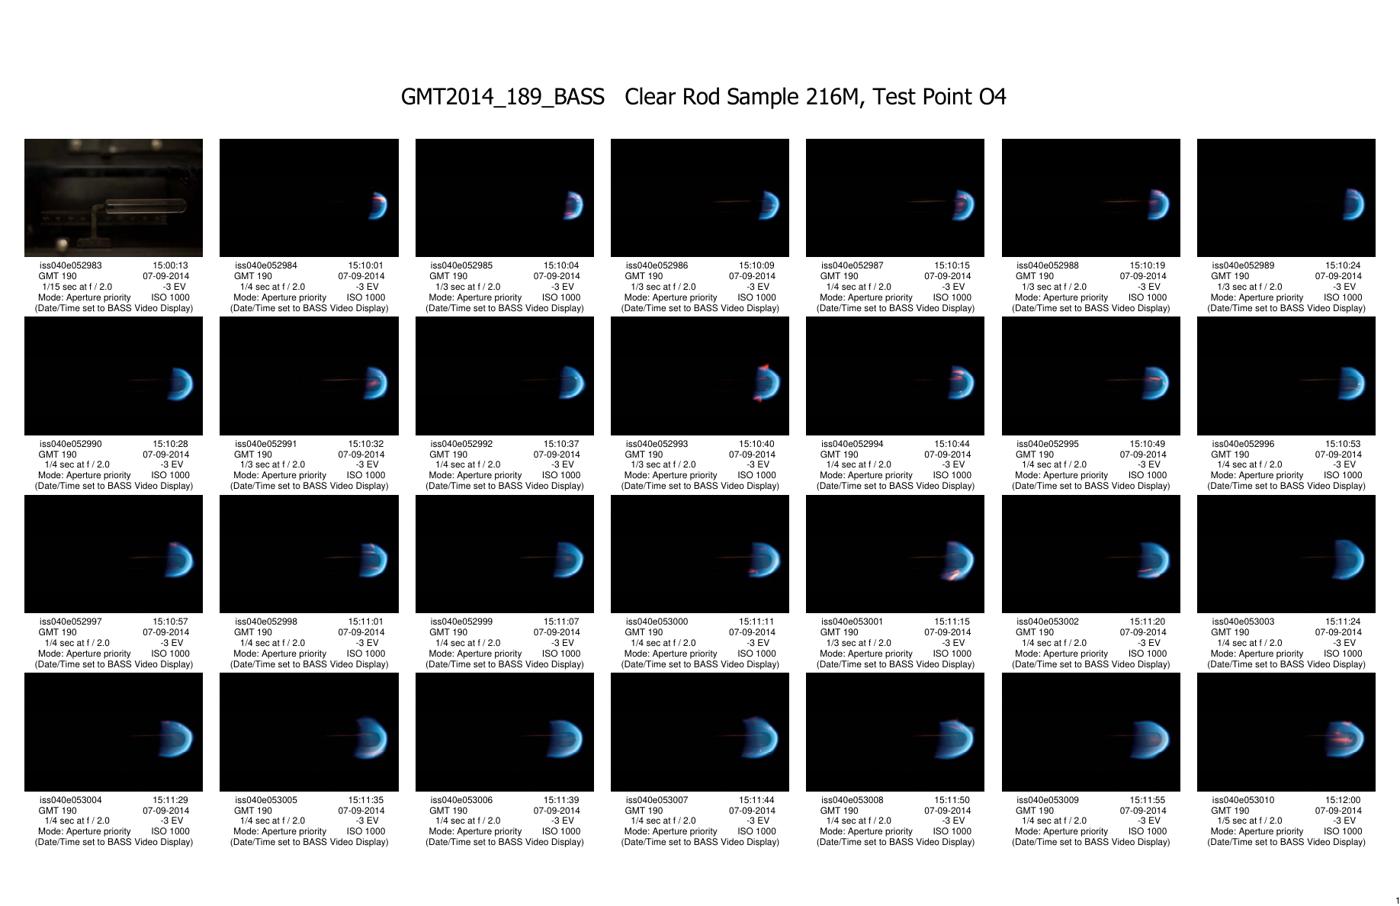 GMT2014_189_BASS Clear Rod Sample 216M, Test Point O4
iss040e052983 15:00:13
GMT 190 07-09-2014
1/15 sec at f / 2.0 -3 EV
Mode: Aperture priority ISO 1000
(Date/Time set to BASS Video Display)
iss040e052984 15:10:01
GMT 190 07-09-2014
1/4 sec at f / 2.0 -3 EV
Mode: Aperture priority ISO 1000
(Date/Time set to BASS Video Display)
iss040e052985 15:10:04
GMT 190 07-09-2014
1/3 sec at f / 2.0 -3 EV
Mode: Aperture priority ISO 1000
(Date/Time set to BASS Video Display)
iss040e052986 15:10:09
GMT 190 07-09-2014
1/3 sec at f / 2.0 -3 EV
Mode: Aperture priority ISO 1000
(Date/Time set to BASS Video Display)
iss040e052987 15:10:15
GMT 190 07-09-2014
1/4 sec at f / 2.0 -3 EV
Mode: Aperture priority ISO 1000
(Date/Time set to BASS Video Display)
iss040e052988 15:10:19
GMT 190 07-09-2014
1/3 sec at f / 2.0 -3 EV
Mode: Aperture priority ISO 1000
(Date/Time set to BASS Video Display)
iss040e052989 15:10:24
GMT 190 07-09-2014
1/3 sec at f / 2.0 -3 EV
Mode: Aperture priority ISO 1000
(Date/Time set to BASS Video Display)
iss040e052990 15:10:28
GMT 190 07-09-2014
1/4 sec at f / 2.0 -3 EV
Mode: Aperture priority ISO 1000
(Date/Time set to BASS Video Display)
iss040e052991 15:10:32
GMT 190 07-09-2014
1/3 sec at f / 2.0 -3 EV
Mode: Aperture priority ISO 1000
(Date/Time set to BASS Video Display)
iss040e052992 15:10:37
GMT 190 07-09-2014
1/4 sec at f / 2.0 -3 EV
Mode: Aperture priority ISO 1000
(Date/Time set to BASS Video Display)
iss040e052993 15:10:40
GMT 190 07-09-2014
1/3 sec at f / 2.0 -3 EV
Mode: Aperture priority ISO 1000
(Date/Time set to BASS Video Display)
iss040e052994 15:10:44
GMT 190 07-09-2014
1/4 sec at f / 2.0 -3 EV
Mode: Aperture priority ISO 1000
(Date/Time set to BASS Video Display)
iss040e052995 15:10:49
GMT 190 07-09-2014
1/4 sec at f / 2.0 -3 EV
Mode: Aperture priority ISO 1000
(Date/Time set to BASS Video Display)
iss040e052996 15:10:53
GMT 190 07-09-2014
1/4 sec at f / 2.0 -3 EV
Mode: Aperture priority ISO 1000
(Date/Time set to BASS Video Display)
iss040e052997 15:10:57
GMT 190 07-09-2014
1/4 sec at f / 2.0 -3 EV
Mode: Aperture priority ISO 1000
(Date/Time set to BASS Video Display)
iss040e052998 15:11:01
GMT 190 07-09-2014
1/4 sec at f / 2.0 -3 EV
Mode: Aperture priority ISO 1000
(Date/Time set to BASS Video Display)
iss040e052999 15:11:07
GMT 190 07-09-2014
1/4 sec at f / 2.0 -3 EV
Mode: Aperture priority ISO 1000
(Date/Time set to BASS Video Display)
iss040e053000 15:11:11
GMT 190 07-09-2014
1/4 sec at f / 2.0 -3 EV
Mode: Aperture priority ISO 1000
(Date/Time set to BASS Video Display)
iss040e053001 15:11:15
GMT 190 07-09-2014
1/3 sec at f / 2.0 -3 EV
Mode: Aperture priority ISO 1000
(Date/Time set to BASS Video Display)
iss040e053002 15:11:20
GMT 190 07-09-2014
1/4 sec at f / 2.0 -3 EV
Mode: Aperture priority ISO 1000
(Date/Time set to BASS Video Display)
iss040e053003 15:11:24
GMT 190 07-09-2014
1/4 sec at f / 2.0 -3 EV
Mode: Aperture priority ISO 1000
(Date/Time set to BASS Video Display)
iss040e053004 15:11:29
GMT 190 07-09-2014
1/4 sec at f / 2.0 -3 EV
Mode: Aperture priority ISO 1000
(Date/Time set to BASS Video Display)
iss040e053005 15:11:35
GMT 190 07-09-2014
1/4 sec at f / 2.0 -3 EV
Mode: Aperture priority ISO 1000
(Date/Time set to BASS Video Display)
iss040e053006 15:11:39
GMT 190 07-09-2014
1/4 sec at f / 2.0 -3 EV
Mode: Aperture priority ISO 1000
(Date/Time set to BASS Video Display)
iss040e053007 15:11:44
GMT 190 07-09-2014
1/4 sec at f / 2.0 -3 EV
Mode: Aperture priority ISO 1000
(Date/Time set to BASS Video Display)
iss040e053008 15:11:50
GMT 190 07-09-2014
1/4 sec at f / 2.0 -3 EV
Mode: Aperture priority ISO 1000
(Date/Time set to BASS Video Display)
iss040e053009 15:11:55
GMT 190 07-09-2014
1/4 sec at f / 2.0 -3 EV
Mode: Aperture priority ISO 1000
(Date/Time set to BASS Video Display)
iss040e053010 15:12:00
GMT 190 07-09-2014
1/5 sec at f / 2.0 -3 EV
Mode: Aperture priority ISO 1000
(Date/Time set to BASS Video Display)